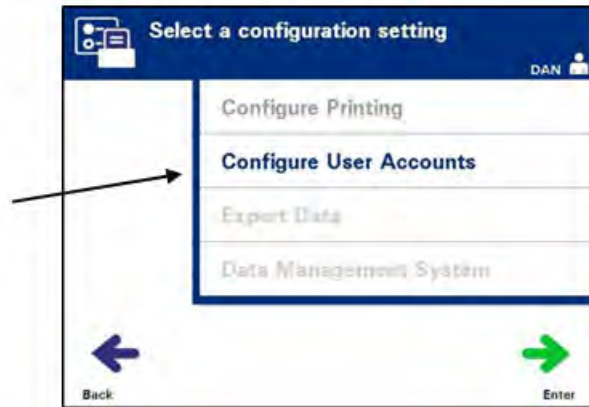 Select a configuration setting
DAN
Configure Printing
Configure User Accounts
Export Data
Data Management System
Back
Enter